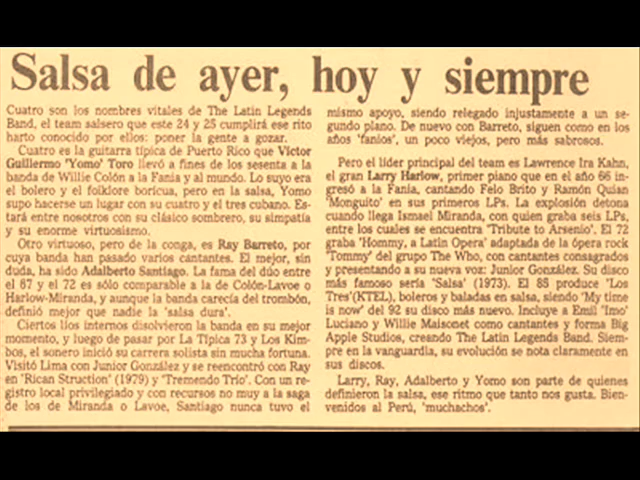 Salsa de ayer, hoy y siempre
Cuatro son los nombres vitales de The Latin Legends
Band, el team salsero que este 24 y 25 cumplirá ese rito
harto conocido por ellos: poner la gente a gozar.
Cuatro es la guitarra típica de Puerto Rico que Víctor
Guillermo 'Yomo' Toro llevó a fines de los sesenta a la
banda de Willie Colón a la Fania y al mundo. Lo suyo era
el bolero y el folklore borícua, pero en la salsa, Yomo
supo hacerse un lugar con su cuatro y el tres cubano. Es-
tará entre nosotros con su clásico sombrero, su simpatía
y su enorme virtuosismo.
Otro virtuoso, pero de la conga, es Ray Barreto, por
cuya banda han pasado varios cantantes. El mejor, sin
duda, ha sido Adalberto Santiago. La fama del dúo entre
el 67 y el 72 es sólo comparable a la de Colón-Lavoe o
Harlow-Miranda, y aunque la banda carecía del trombón,
definió mejor que nadie la 'salsa dura'.
Ciertos líos internos disolvieron la banda en su mejor
momento, y luego de pasar por La Típica 73 y Los Kim-
bos, el sonero inició su carrera solista sin mucha fortuna.
Visitó Lima con Junior González y se reencontró con Ray
en 'Rican Struction' (1979) y 'Tremendo Trío'. Con un re-
gistro local privilegiado y con recursos no muy a la saga
de los de Miranda o Lavoe, Santiago nunca tuvo el
mismo apoyo, siendo relegado injustamente a un se-
gundo plano. De nuevo con Barreto, siguen como en los
años 'fanios', un poco viejos, pero más sabrosos.
Pero el líder principal del team es Lawrence Ira Kahn,
el gran Larry Harlow, primer piano que en el año 66 in-
gresó a la Fania, cantando Felo Brito y Ramón Quian
'Monguito' en sus primeros LPs. La explosión detona
cuando llega Ismael Miranda, con quien graba seis LPs,
entre los cuales se encuentra 'Tributo to Arsenio'. El 72
graba 'Hommy, a Latin Opera' adaptada de la ópera rock
'Tommy' del grupo The Who, con cantantes consagrados
y presentando a su nueva voz: Junior González. Su disco
más famoso sería 'Salsa' (1973). El 85 produce 'Los
Tres'(KTEL), boleros y baladas en salsa, siendo 'My time
is now' del 92 su disco más nuevo. Incluye a Emil 'Imo'
Luciano y Willie Maisonet como cantantes y forma Big
Apple Studios, creando The Latin Legends Band. Siempre
en la vanguardia, su evolución se nota claramente en
sus discos.
Larry, Ray, Adalberto y Yomo son parte de quienes
definieron la salsa, ese ritmo que tanto nos gusta. Bien-
venidos al Perú, 'muchachos'.